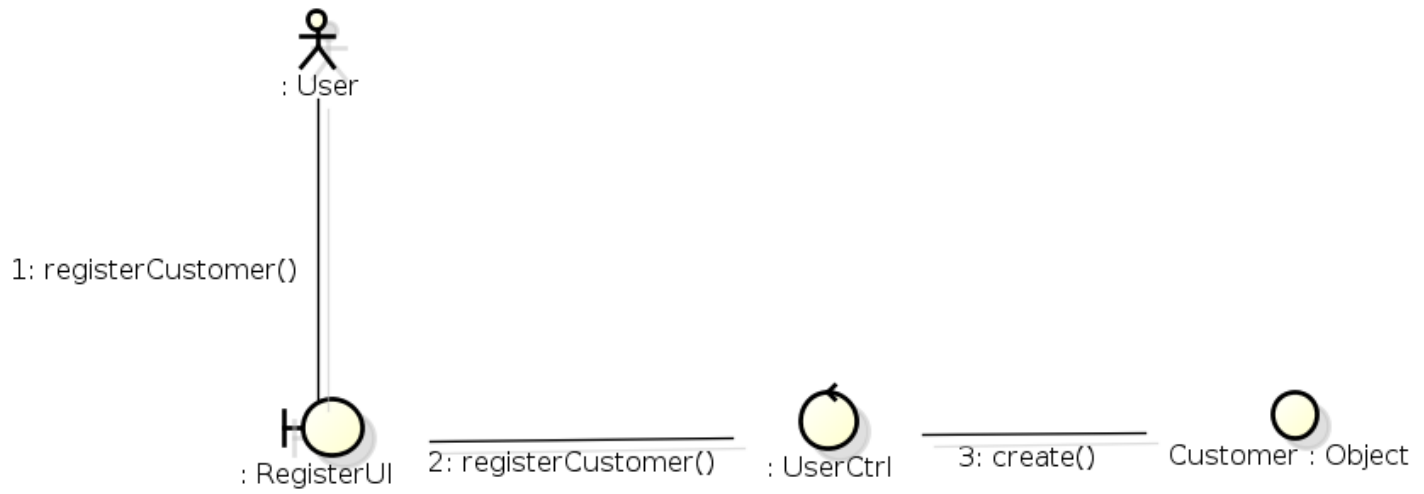 : User
1: registerCustomer()
: RegisterUI
2: registerCustomer()
: UserCtrl
3: create()
Customer : Object